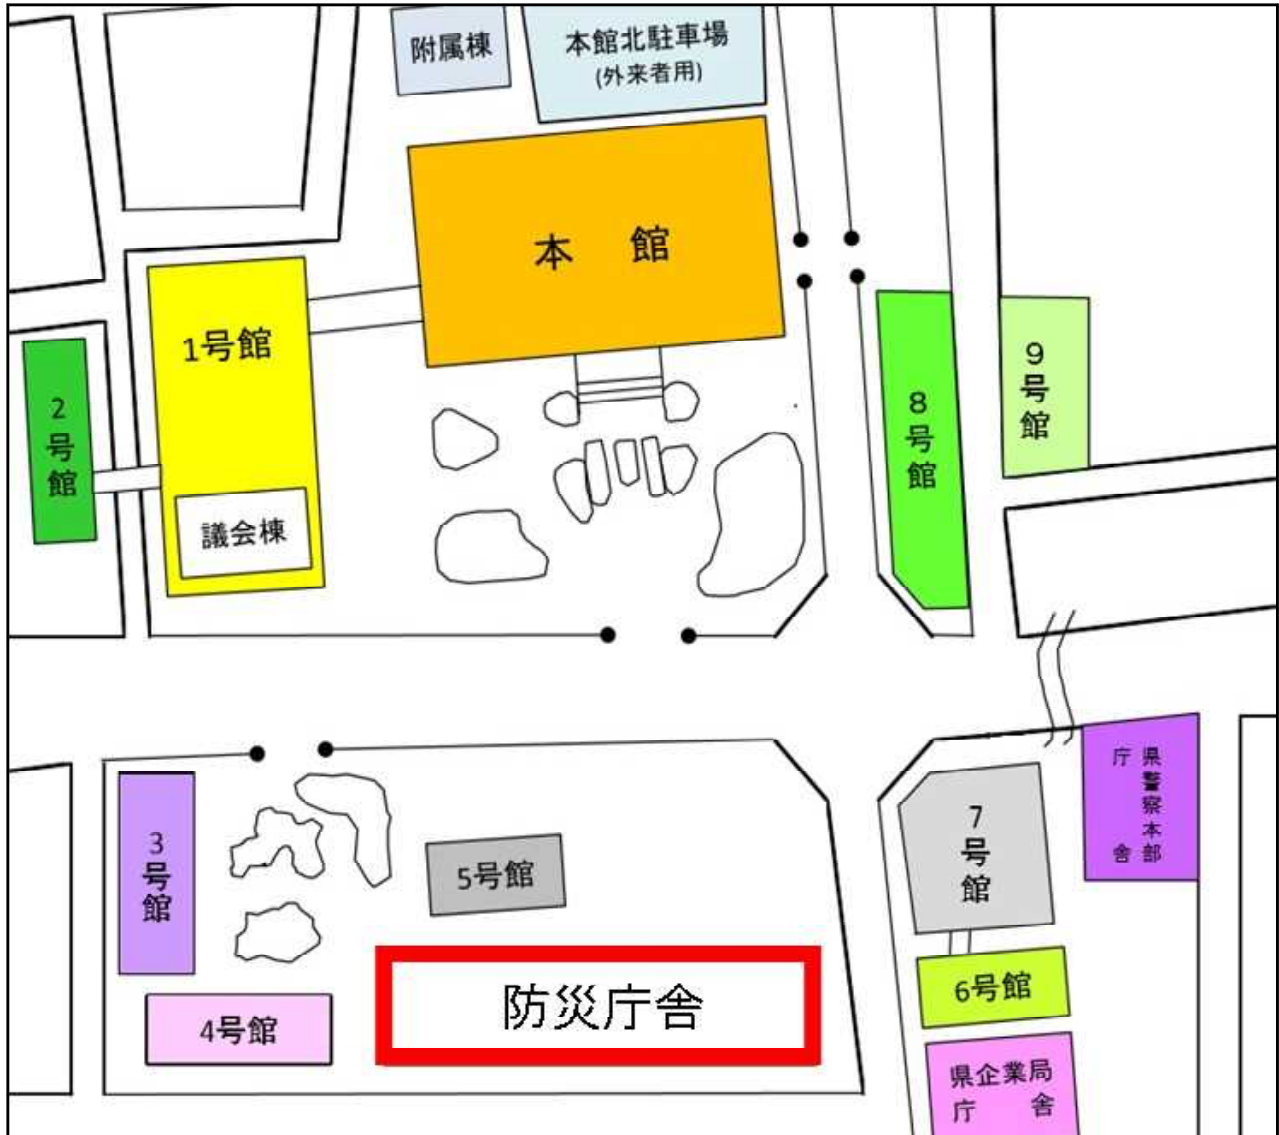 附属棟
本館北駐車場
(外来者用)
本館
1号館
2号館
議会棟
8号館
9号館
3号館
5号館
4号館
防災庁舎
7号館
県警察本部
庁舎
6号館
県企業局
庁舎